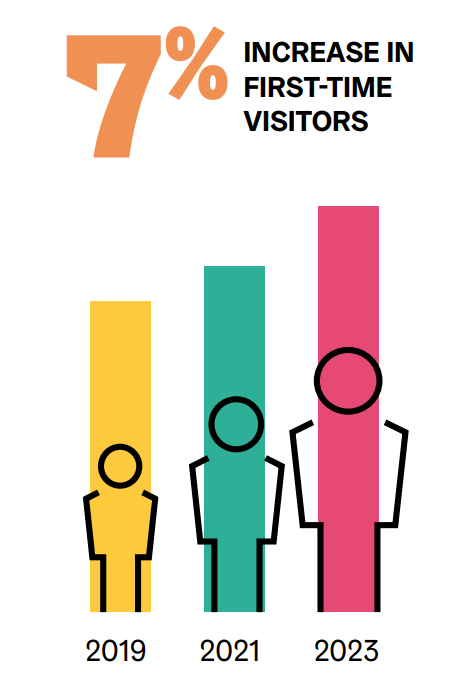 7%
INCREASE IN
FIRST-TIME
VISITORS
2019 2021 2023